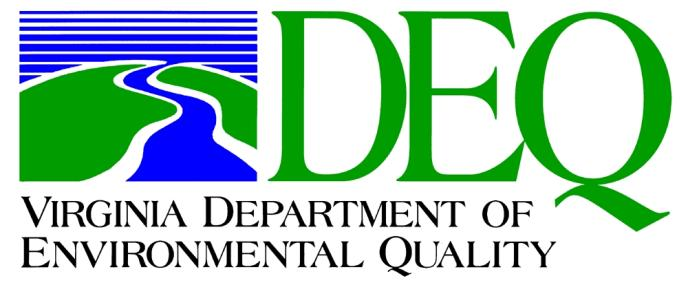 DEQ
VIRGINIA DEPARTMENT OF
ENVIRONMENTAL QUALITY